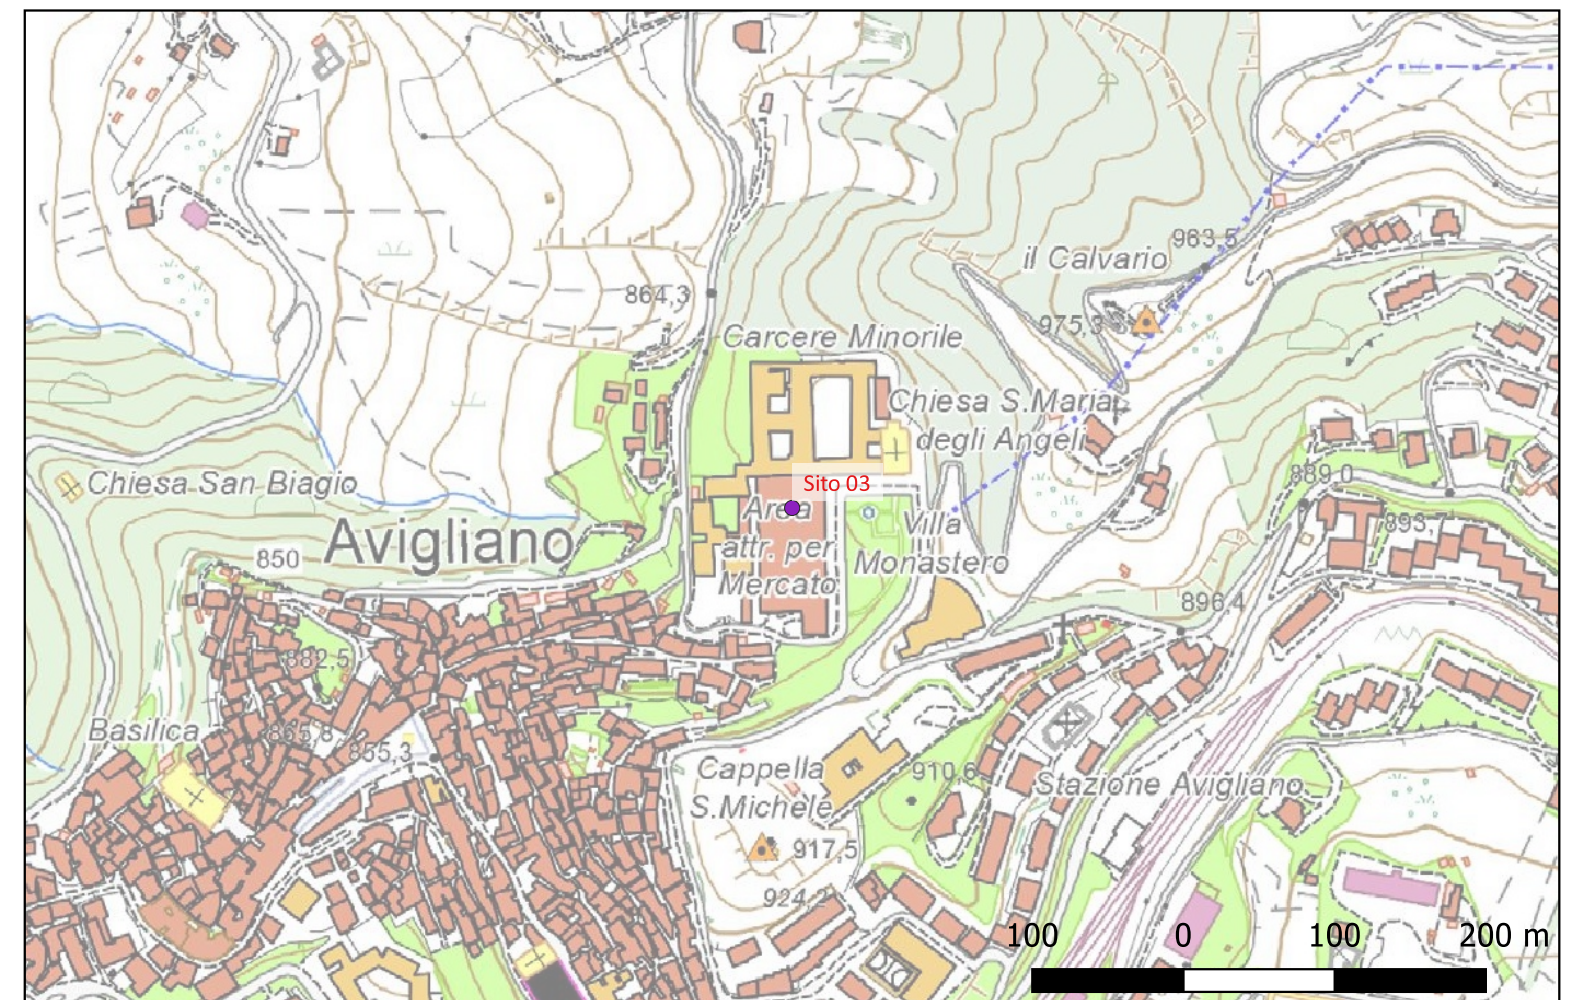 963,5
il Calvario
864,3
975,3
Carcere Minorile
Chiesa S.Maria
degli Angeli
Chiesa San Biagio
Sito 03
889,0
Area
attr. per
Mercato
Villa
Monastero
893,7
Avigliano
850
896,4
882,5
Basilica
855,3
Cappella
S.Michele
910,6
Stazione Avigliano
917,5
924,2
100 0 100 200 m